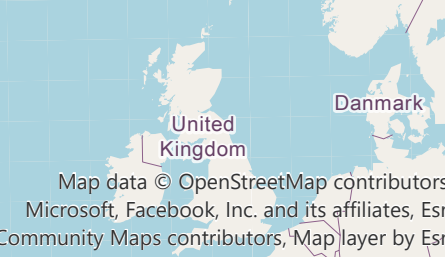 Danmark
United
Kingdom
Map data © OpenStreetMap contributors
Microsoft, Facebook, Inc. and its affiliates, Esr
Community Maps contributors, Map layer by Esr